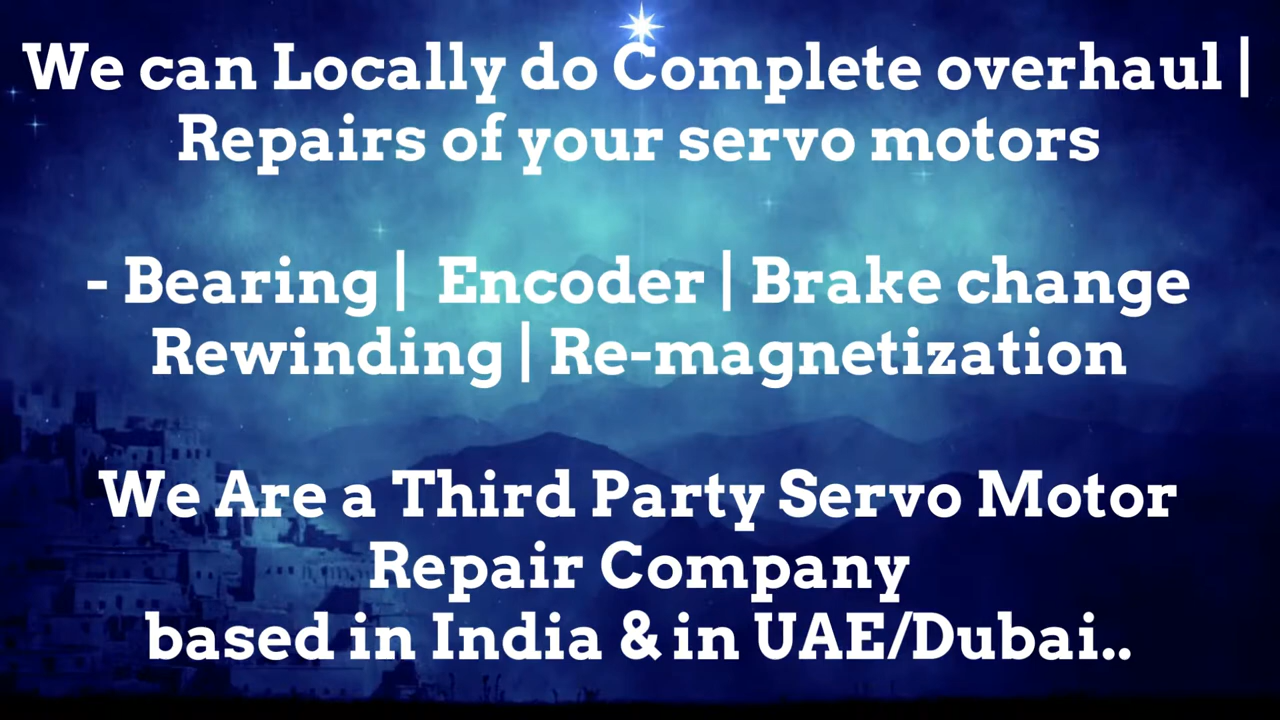 We can Locally do Complete overhaul |
Repairs of your servo motors
- Bearing | Encoder | Brake change
Rewinding | Re-magnetization
We Are a Third Party Servo Motor
Repair Company
based in India & in UAE/Dubai..